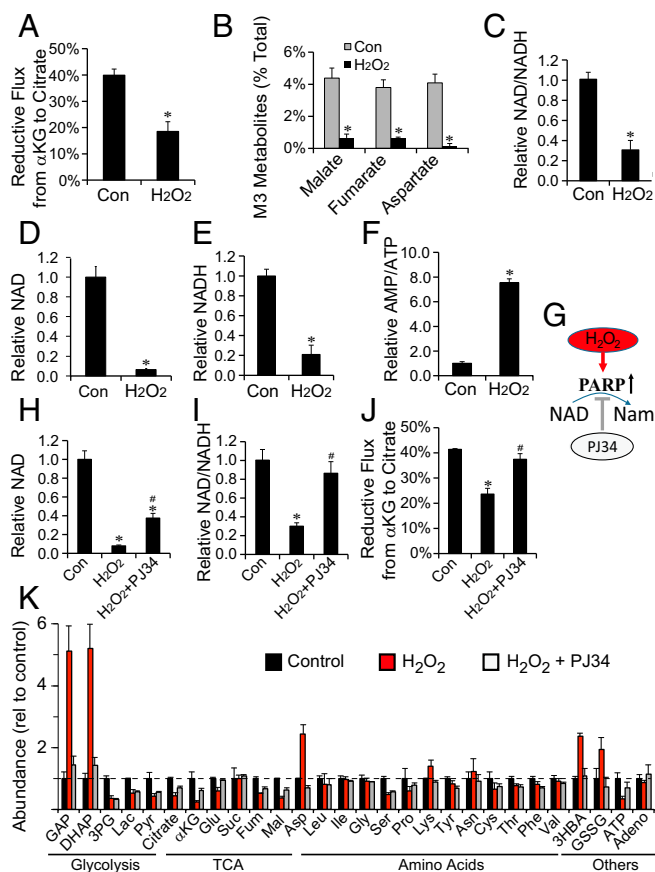 A
Reductive Flux
from αKG to Citrate
50%
40%
30%
20%
10%
0%
*
Con
H2O2
B
M3 Metabolites (% Total)
6%
4%
2%
0%
Con
H2O2
*
*
*
Malate
Fumarate
Aspartate
C
Relative NAD/NADH
1.2
1.0
0.8
0.6
0.4
0.2
0
*
Con
H2O2
D
Relative NAD
1.2
1.0
0.8
0.6
0.4
0.2
0.0
*
Con
H2O2
E
Relative NADH
1.2
1.0
0.8
0.6
0.4
0.2
0.0
*
Con
H2O2
F
Relative AMP/ATP
10.0
8.0
6.0
4.0
2.0
0.0
*
Con
H2O2
G
H2O2
PARP
NAD
Nam
PJ34
H
Relative NAD
1.2
1.0
0.8
0.6
0.4
0.2
0.0
*
#
*
Con
H2O2
H2O2+PJ34
I
Relative NAD/NADH
1.2
1.0
0.8
0.6
0.4
0.2
0.0
*
#
Con
H2O2
H2O2+PJ34
J
Reductive Flux
from αKG to Citrate
50%
40%
30%
20%
10%
0%
*
#
Con
H2O2
H2O2+PJ34
K
Abundance (rel to control)
6
4
2
Control
H2O2
H2O2 + PJ34
GAP
DHAP
3PG
Lac
Pyr
Citrate
αKG
Glu
Suc
Fum
Mal
Asp
Leu
Ile
Gly
Ser
Pro
Lys
Tyr
Asn
Cys
Thr
Phe
Val
3HBA
GSSG
ATP
Adeno
Glycolysis
TCA
Amino Acids
Others